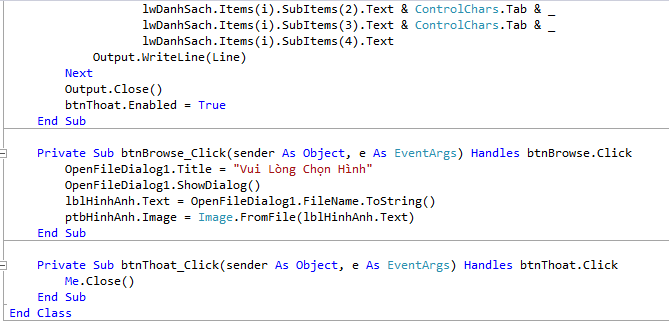 lwDanhSach.Items(i).SubItems(2).Text & ControlChars.Tab & _
lwDanhSach.Items(i).SubItems(3).Text & ControlChars.Tab & _
lwDanhSach.Items(i).SubItems(4).Text
Output.WriteLine(Line)
Next
Output.Close()
btnThoat.Enabled = True
End Sub
Private Sub btnBrowse_Click(sender As Object, e As EventArgs) Handles btnBrowse.Click
OpenFileDialog1.Title = "Vui Lòng Chọn Hình"
OpenFileDialog1.ShowDialog()
lblHinhAnh.Text = OpenFileDialog1.FileName.ToString()
ptbHinhAnh.Image = Image.FromFile(lblHinhAnh.Text)
End Sub
Private Sub btnThoat_Click(sender As Object, e As EventArgs) Handles btnThoat.Click
Me.Close()
End Sub
End Class